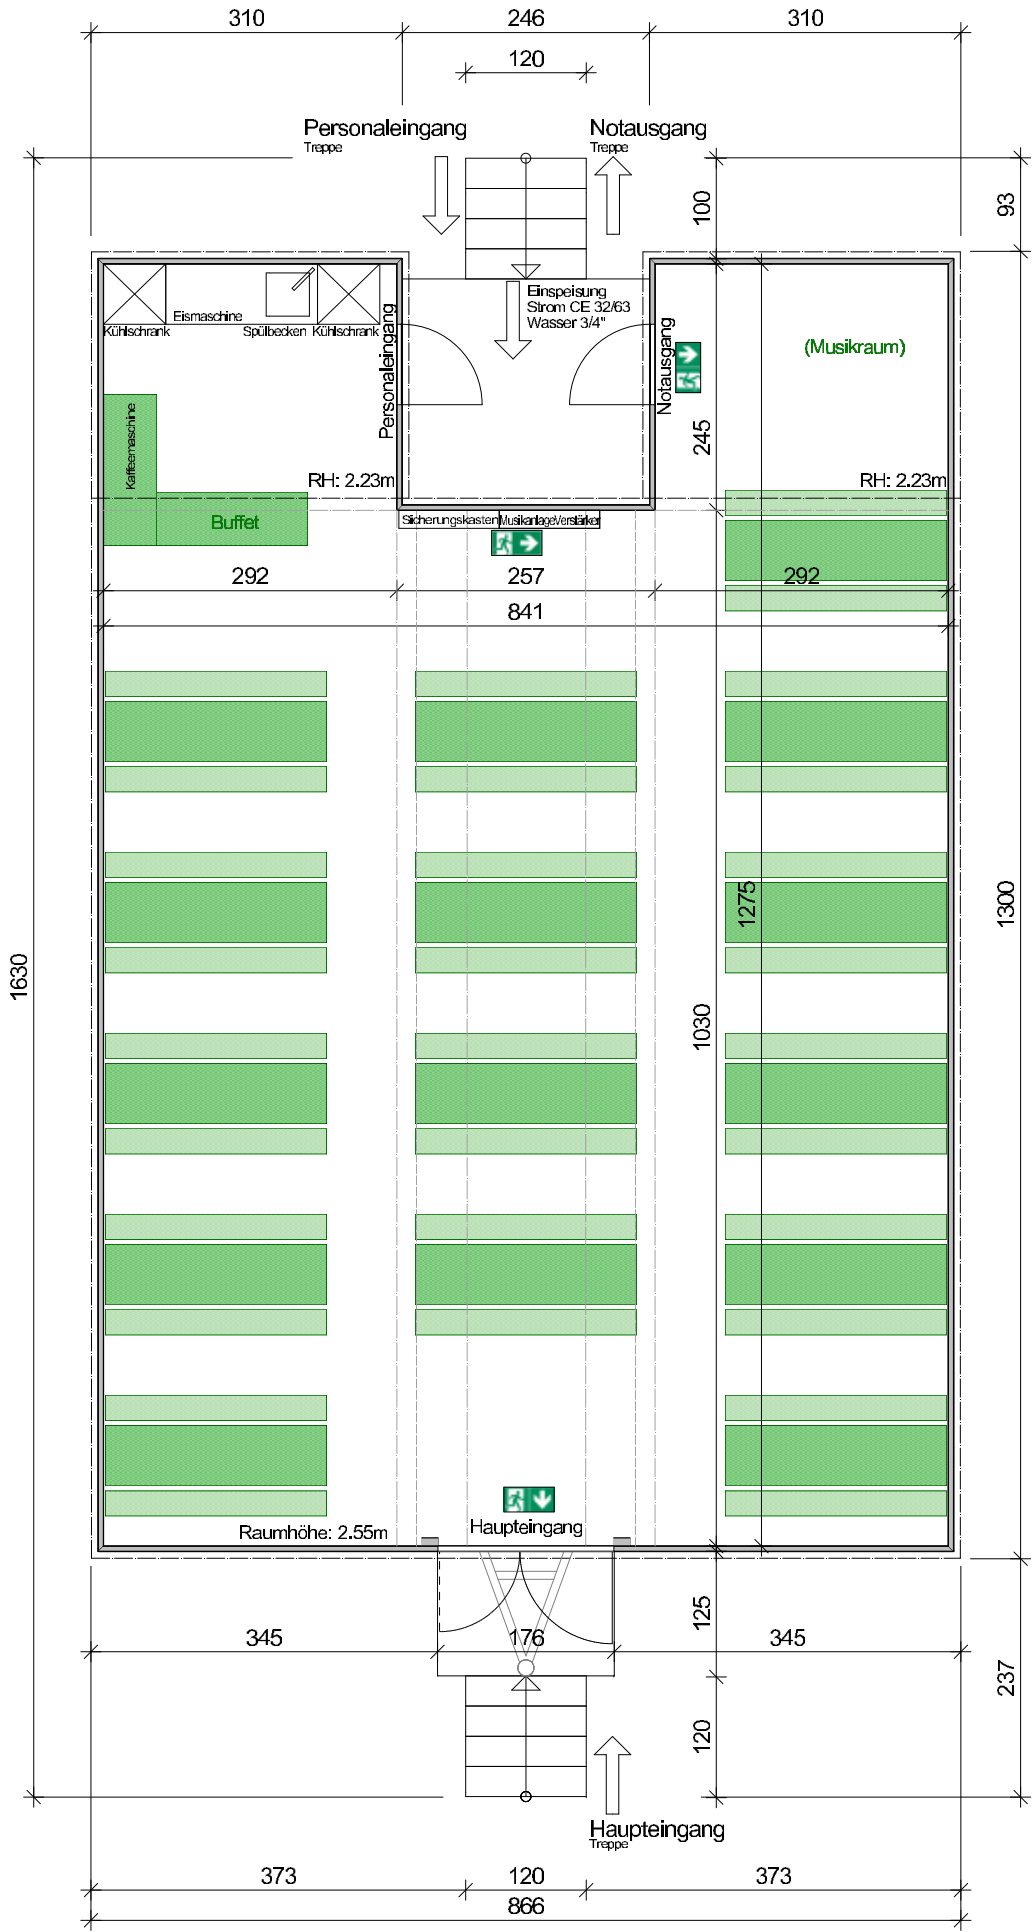 310
246
310
120
Personaleingang
Treppe
Notausgang
Treppe
100
93
Einspeisung
Strom CE 32/63
Wasser 3/4"
Eismaschine
Kühlschrank
Spülbecken
Kühlschrank
Personaleingang
Notausgang
(Musikraum)
Kaffeemaschine
245
RH: 2.23m
RH: 2.23m
Buffet
Sicherungskasten
Musikanlage
Verstärker
292
257
292
841
1275
1300
1630
1030
Raumhöhe: 2.55m
Haupteingang
125
345
176
345
237
120
Haupteingang
Treppe
373
120
373
866